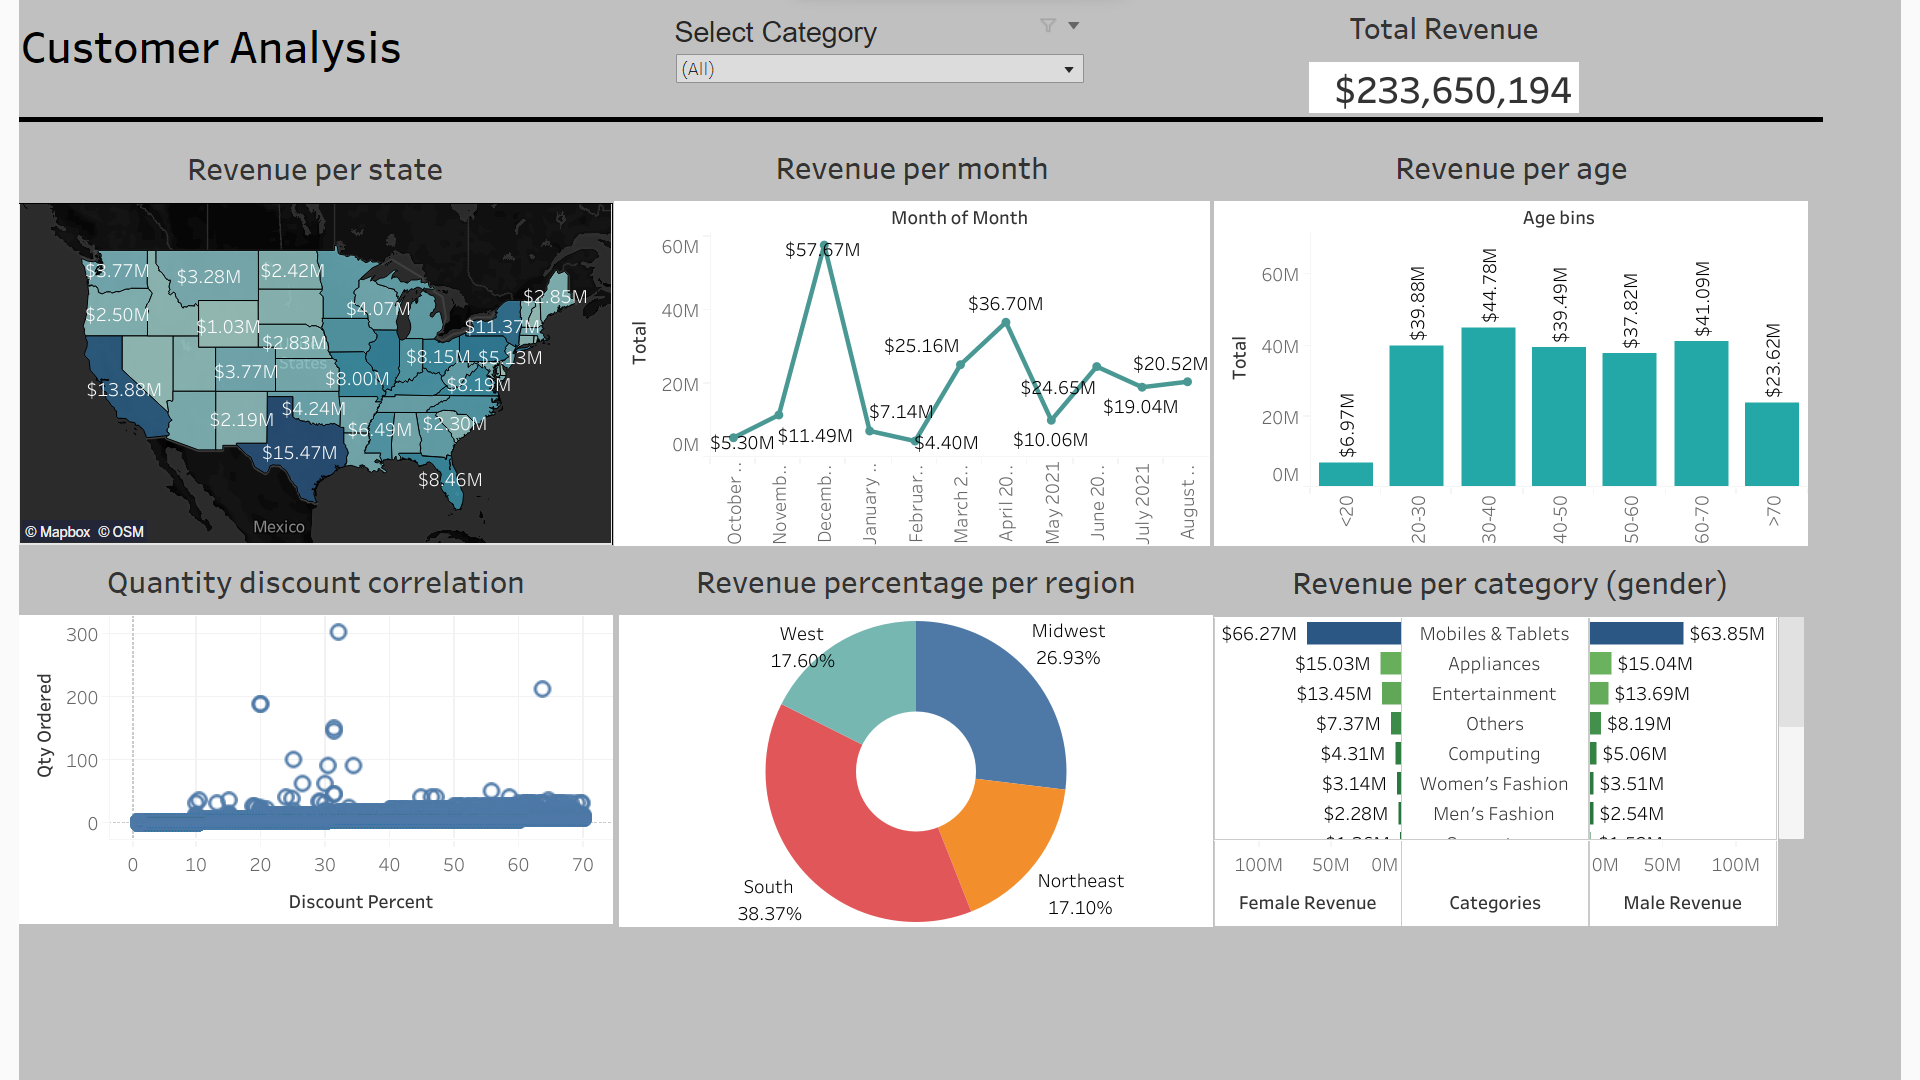 Customer Analysis
Select Category
(All)
Total Revenue
$233,650,194
Revenue per state
$3.77M
$3.28M
$2.42M
$2.85M
$2.50M
$4.07M
$1.03M
$11.37M
$2.83M
$8.15M
$5.13M
States
$3.77M
$8.00M
$8.19M
$13.88M
$2.19M
$4.24M
$6.49M
$2.30M
$15.47M
$8.46M
Mexico
© Mapbox © OSM
Revenue per month
Month of Month
Total
60M
40M
20M
0M
$5.30M
$11.49M
$57.67M
$7.14M
$4.40M
$25.16M
$36.70M
$10.06M
$24.65M
$19.04M
$20.52M
October ..
Novemb..
Decemb..
January ..
Februar..
March 2..
April 20..
May 2021
June 20..
July 2021
August ..
Revenue per age
Age bins
Total
60M
40M
20M
0M
$6.97M
$39.88M
$44.78M
$39.49M
$37.82M
$41.09M
$23.62M
<20
20-30
30-40
40-50
50-60
60-70
>70
Quantity discount correlation
Qty Ordered
300
200
100
0
0 10 20 30 40 50 60 70
Discount Percent
Revenue percentage per region
West
17.60%
Midwest
26.93%
South
38.37%
Northeast
17.10%
Revenue per category (gender)
$66.27M Mobiles & Tablets $63.85M
$15.03M Appliances $15.04M
$13.45M Entertainment $13.69M
$7.37M Others $8.19M
$4.31M Computing $5.06M
$3.14M Women's Fashion $3.51M
$2.28M Men's Fashion $2.54M
100M 50M 0M 0M 50M 100M
Female Revenue Categories Male Revenue